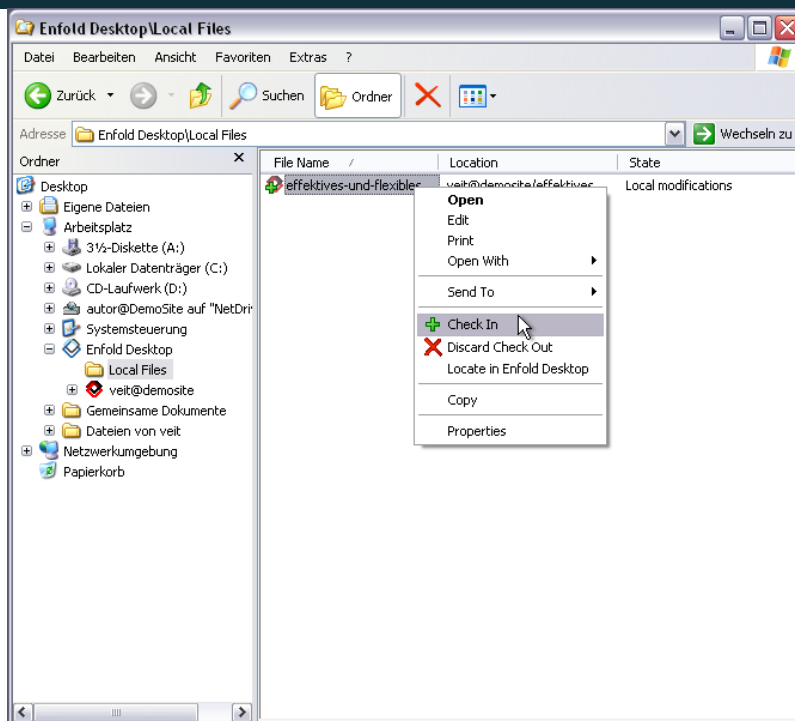 Enfold Desktop\Local Files
Datei Bearbeiten Ansicht Favoriten Extras ?
Zurück Suchen Ordner
Adresse Enfold Desktop\Local Files Wechseln zu
Ordner
File Name Location State
effektives-und-flexibles veit@demosite/effektives Local modifications
Desktop
Eigene Dateien
Arbeitsplatz
3½-Diskette (A:)
Lokaler Datenträger (C:)
CD-Laufwerk (D:)
autor@DemoSite auf "NetDri
Systemsteuerung
Enfold Desktop
Local Files
veit@demosite
Gemeinsame Dokumente
Dateien von veit
Netzwerkumgebung
Papierkorb
Open
Edit
Print
Open With
Send To
Check In
Discard Check Out
Locate in Enfold Desktop
Copy
Properties